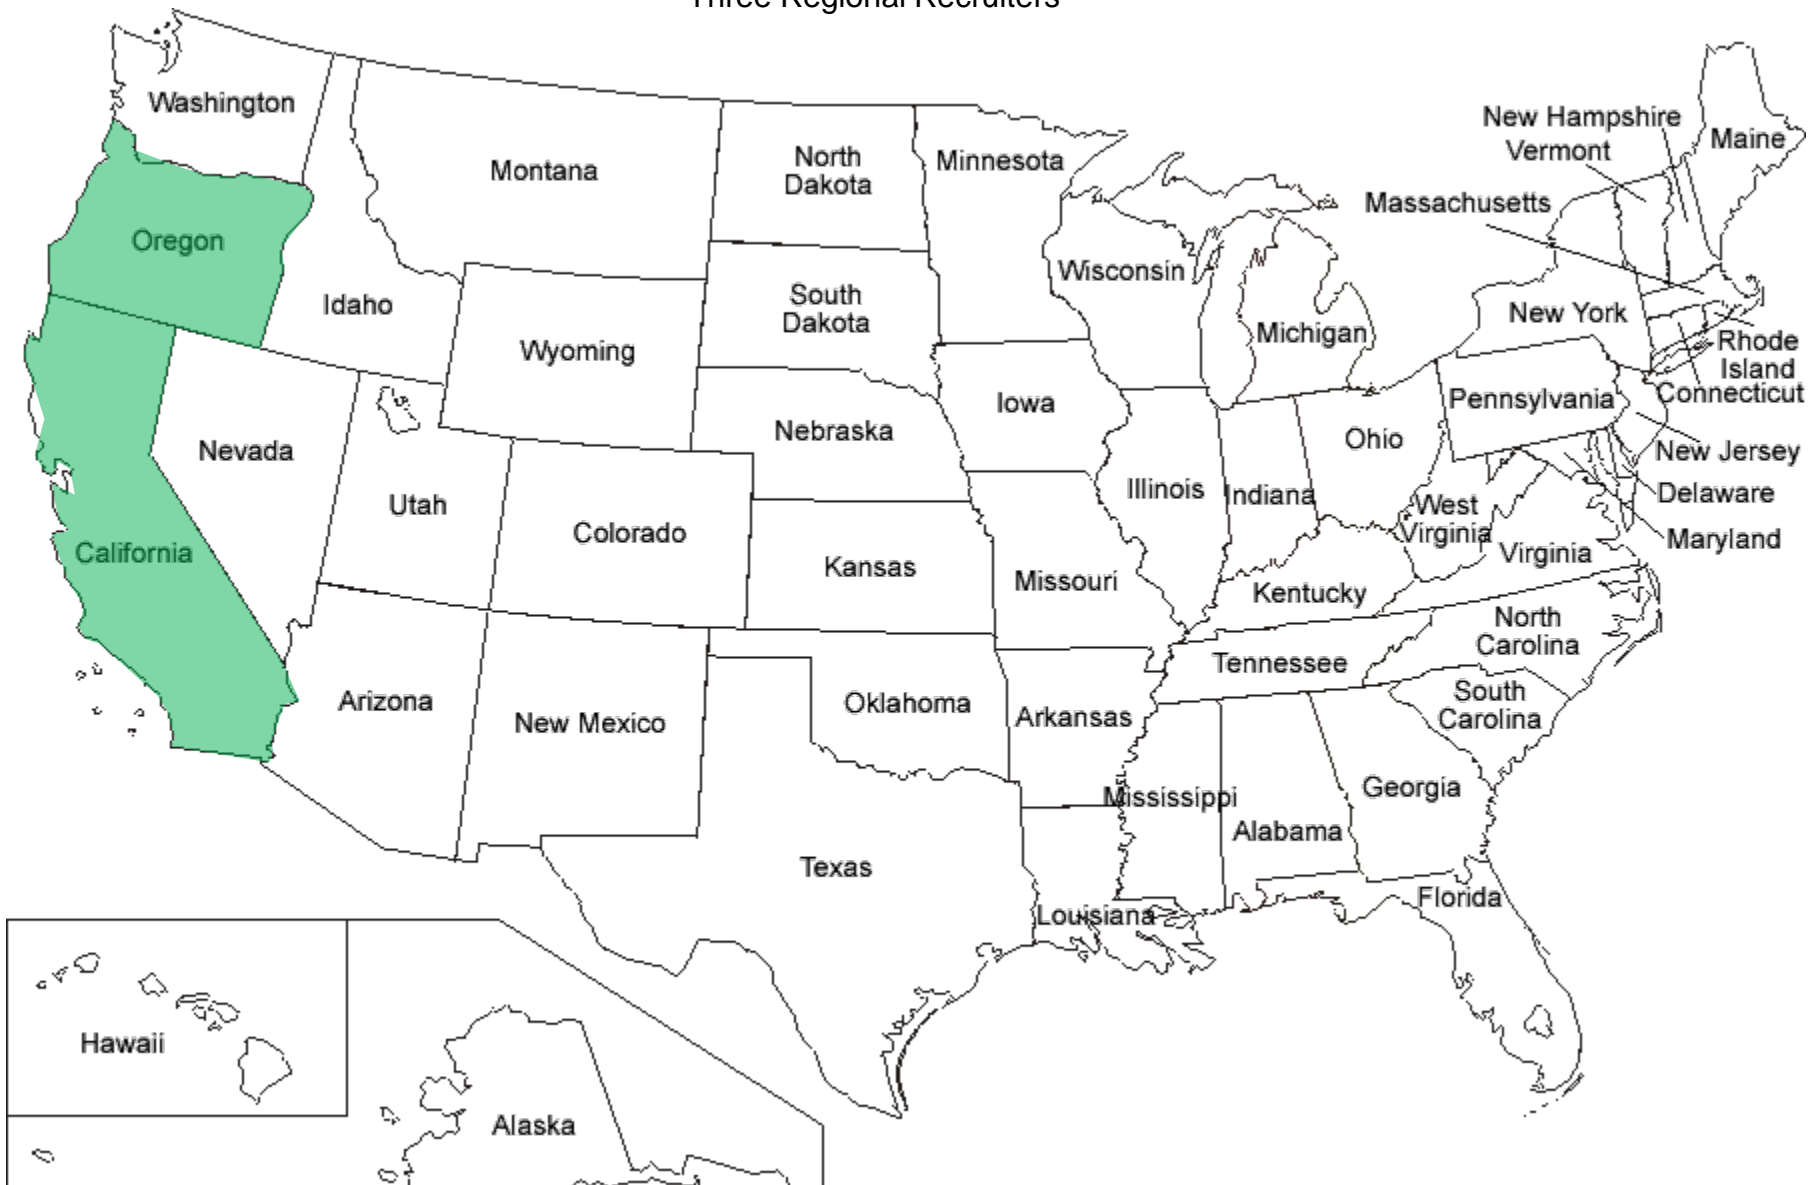 Three Regional Recruiters
Washington
Montana
North
Dakota
Minnesota
New Hampshire
Vermont
Maine
Massachusetts
Oregon
Idaho
Wyoming
South
Dakota
Wisconsin
Michigan
New York
Rhode
Island
Connecticut
Pennsylvania
New Jersey
Delaware
Maryland
Nevada
Utah
Colorado
Nebraska
Iowa
Illinois
Indiana
Ohio
West
Virginia
Virginia
California
Kansas
Missouri
Kentucky
North
Carolina
Tennessee
South
Carolina
Arizona
New Mexico
Oklahoma
Arkansas
Mississippi
Alabama
Georgia
Texas
Louisiana
Florida
Hawaii
Alaska